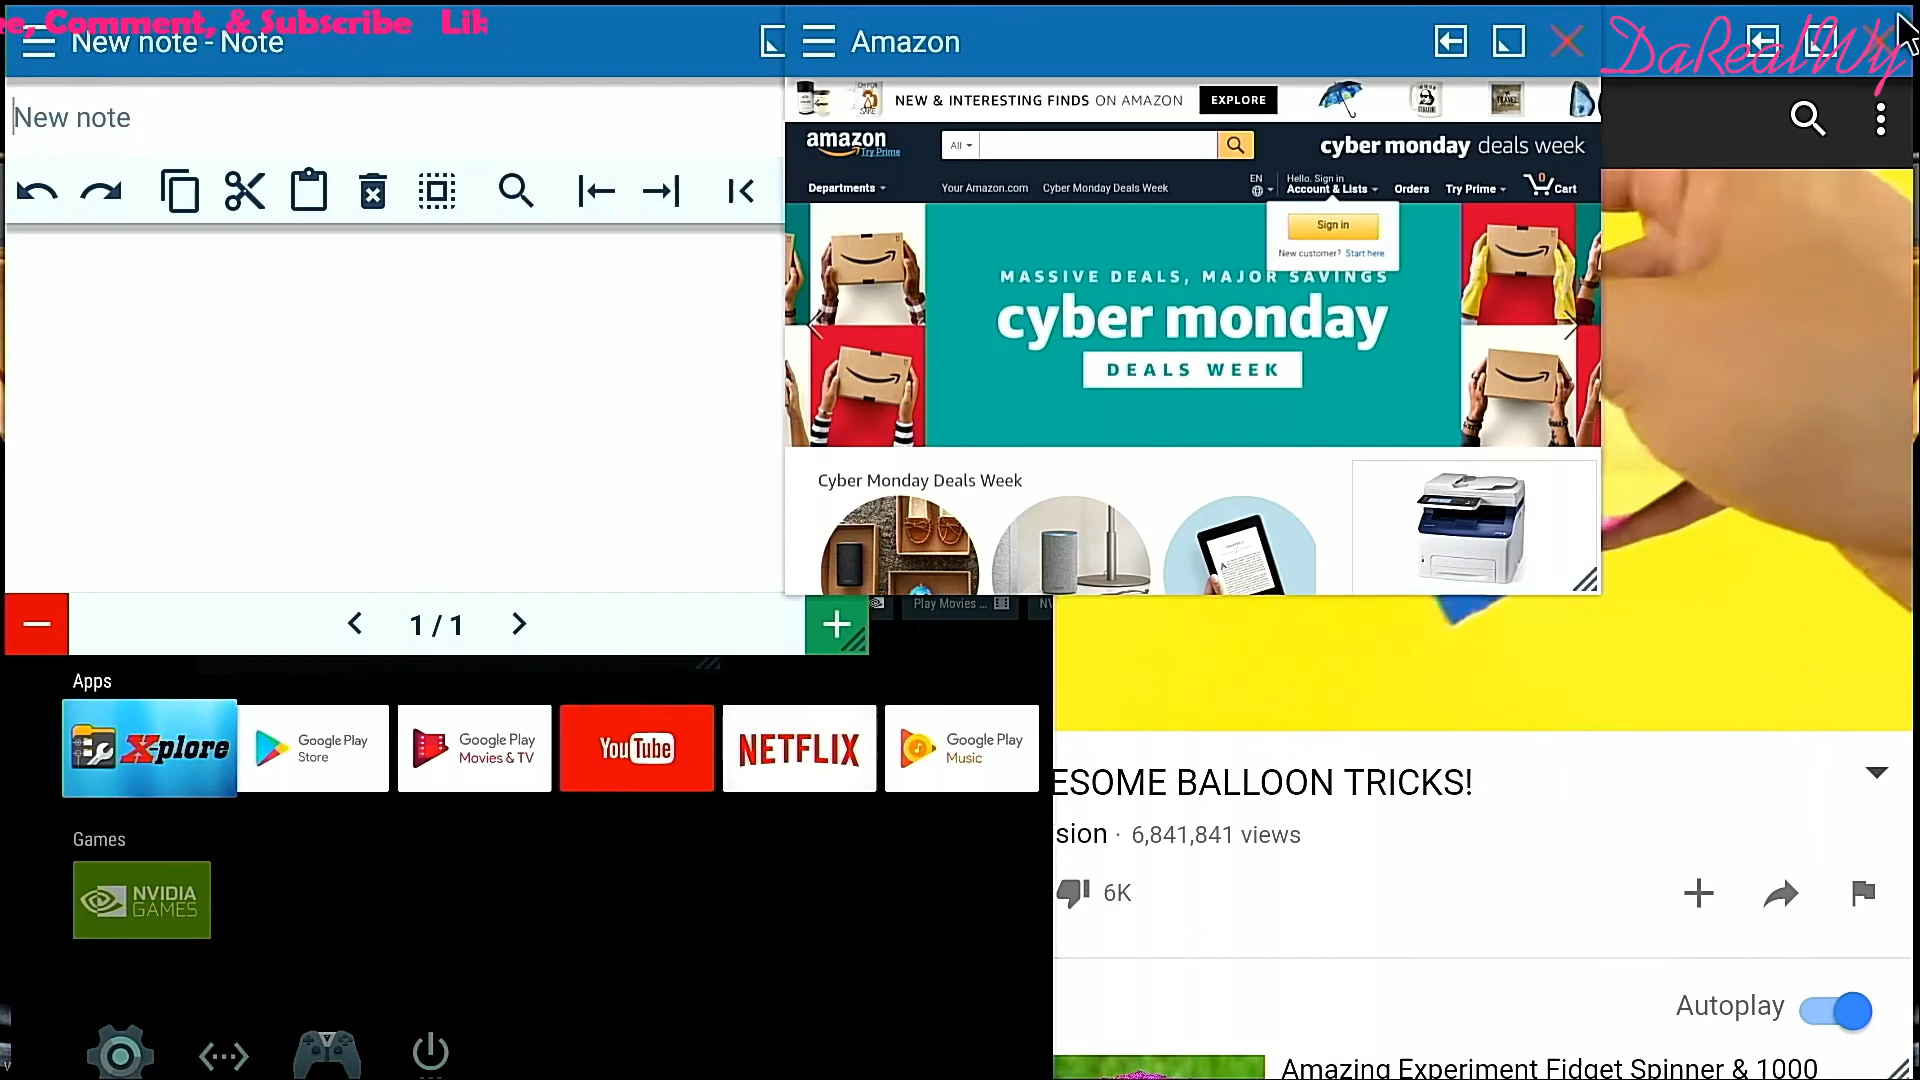 e, Comment, & Subscribe Lik
New note - Note
Amazon
DaRealWy
New note
NEW & INTERESTING FINDS ON AMAZON
EXPLORE
amazon
Try Prime
All
cyber monday deals week
Departments
Your Amazon.com
Cyber Monday Deals Week
EN
Hello. Sign in
Account & Lists
Orders
Try Prime
0
Cart
Sign in
New customer? Start here
MASSIVE DEALS, MAJOR SAVINGS
cyber monday
DEALS WEEK
Cyber Monday Deals Week
1 / 1
Play Movies ...
NV
Apps
X-plore
Google Play
Store
Google Play
Movies & TV
YouTube
NETFLIX
Google Play
Music
Games
NVIDIA
GAMES
ESOME BALLOON TRICKS!
sion · 6,841,841 views
6K
Autoplay
Amazing Experiment Fidget Spinner & 1000